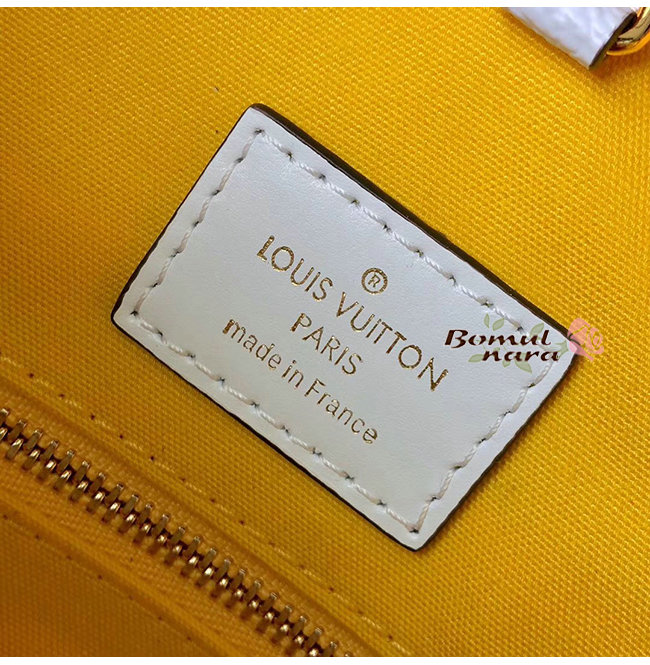 ®
LOUIS VUITTON
PARIS
made in France
Bomul
nara